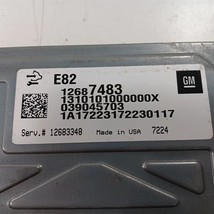 E82
12687483
GM
1310101000000X
039045703
1A17223172230117
Serv.# 12683348 Made in USA 7224